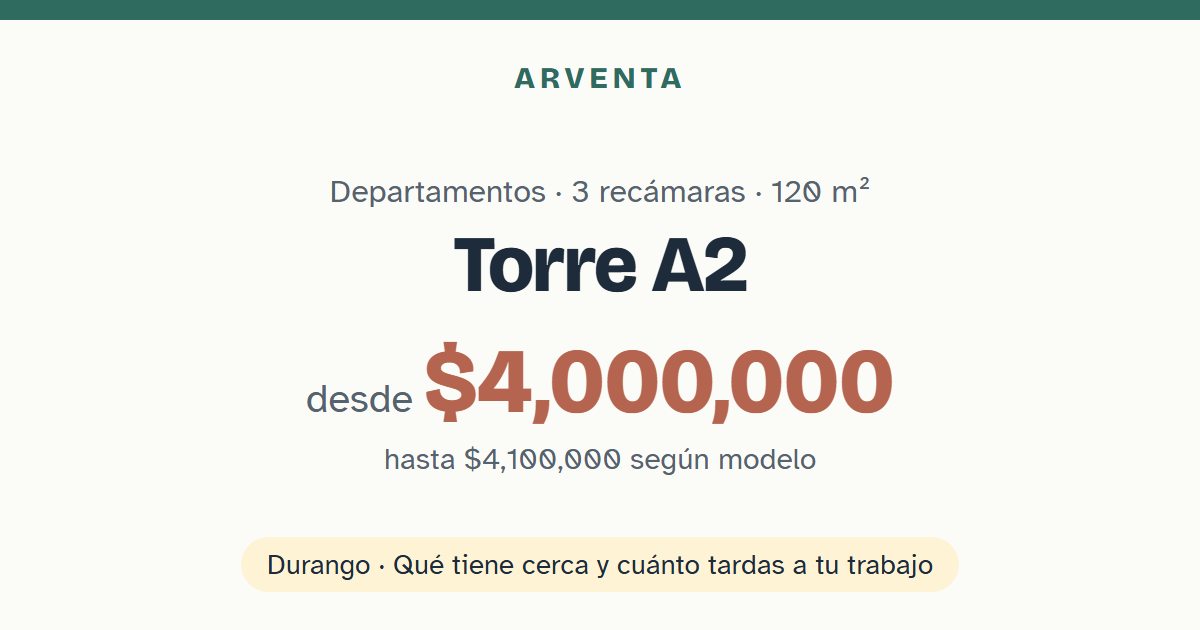 ARVENTA
Departamentos · 3 recámaras · 120 m²
Torre A2
desde $4,000,000
hasta $4,100,000 según modelo
Durango · Qué tiene cerca y cuánto tardas a tu trabajo